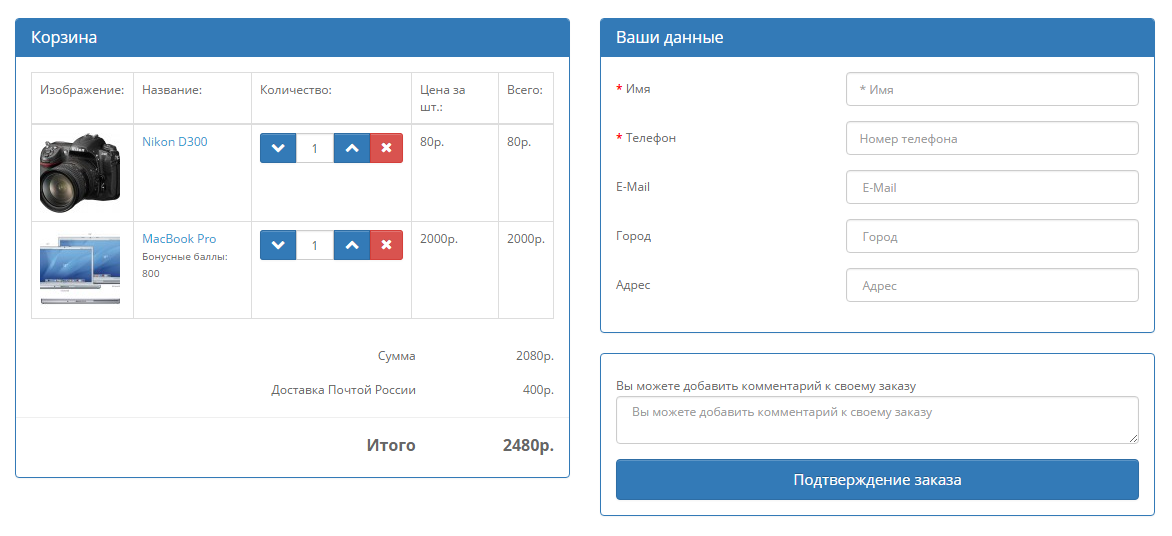 Корзина
Изображение: Название: Количество: Цена за шт.: Всего:
Nikon D300 1 80р. 80р.
MacBook Pro 1 2000р. 2000р.
Бонусные баллы:
800
Сумма 2080р.
Доставка Почтой России 400р.
Итого 2480р.
Ваши данные
* Имя * Имя
* Телефон Номер телефона
E-Mail E-Mail
Город Город
Адрес Адрес
Вы можете добавить комментарий к своему заказу
Вы можете добавить комментарий к своему заказу
Подтверждение заказа